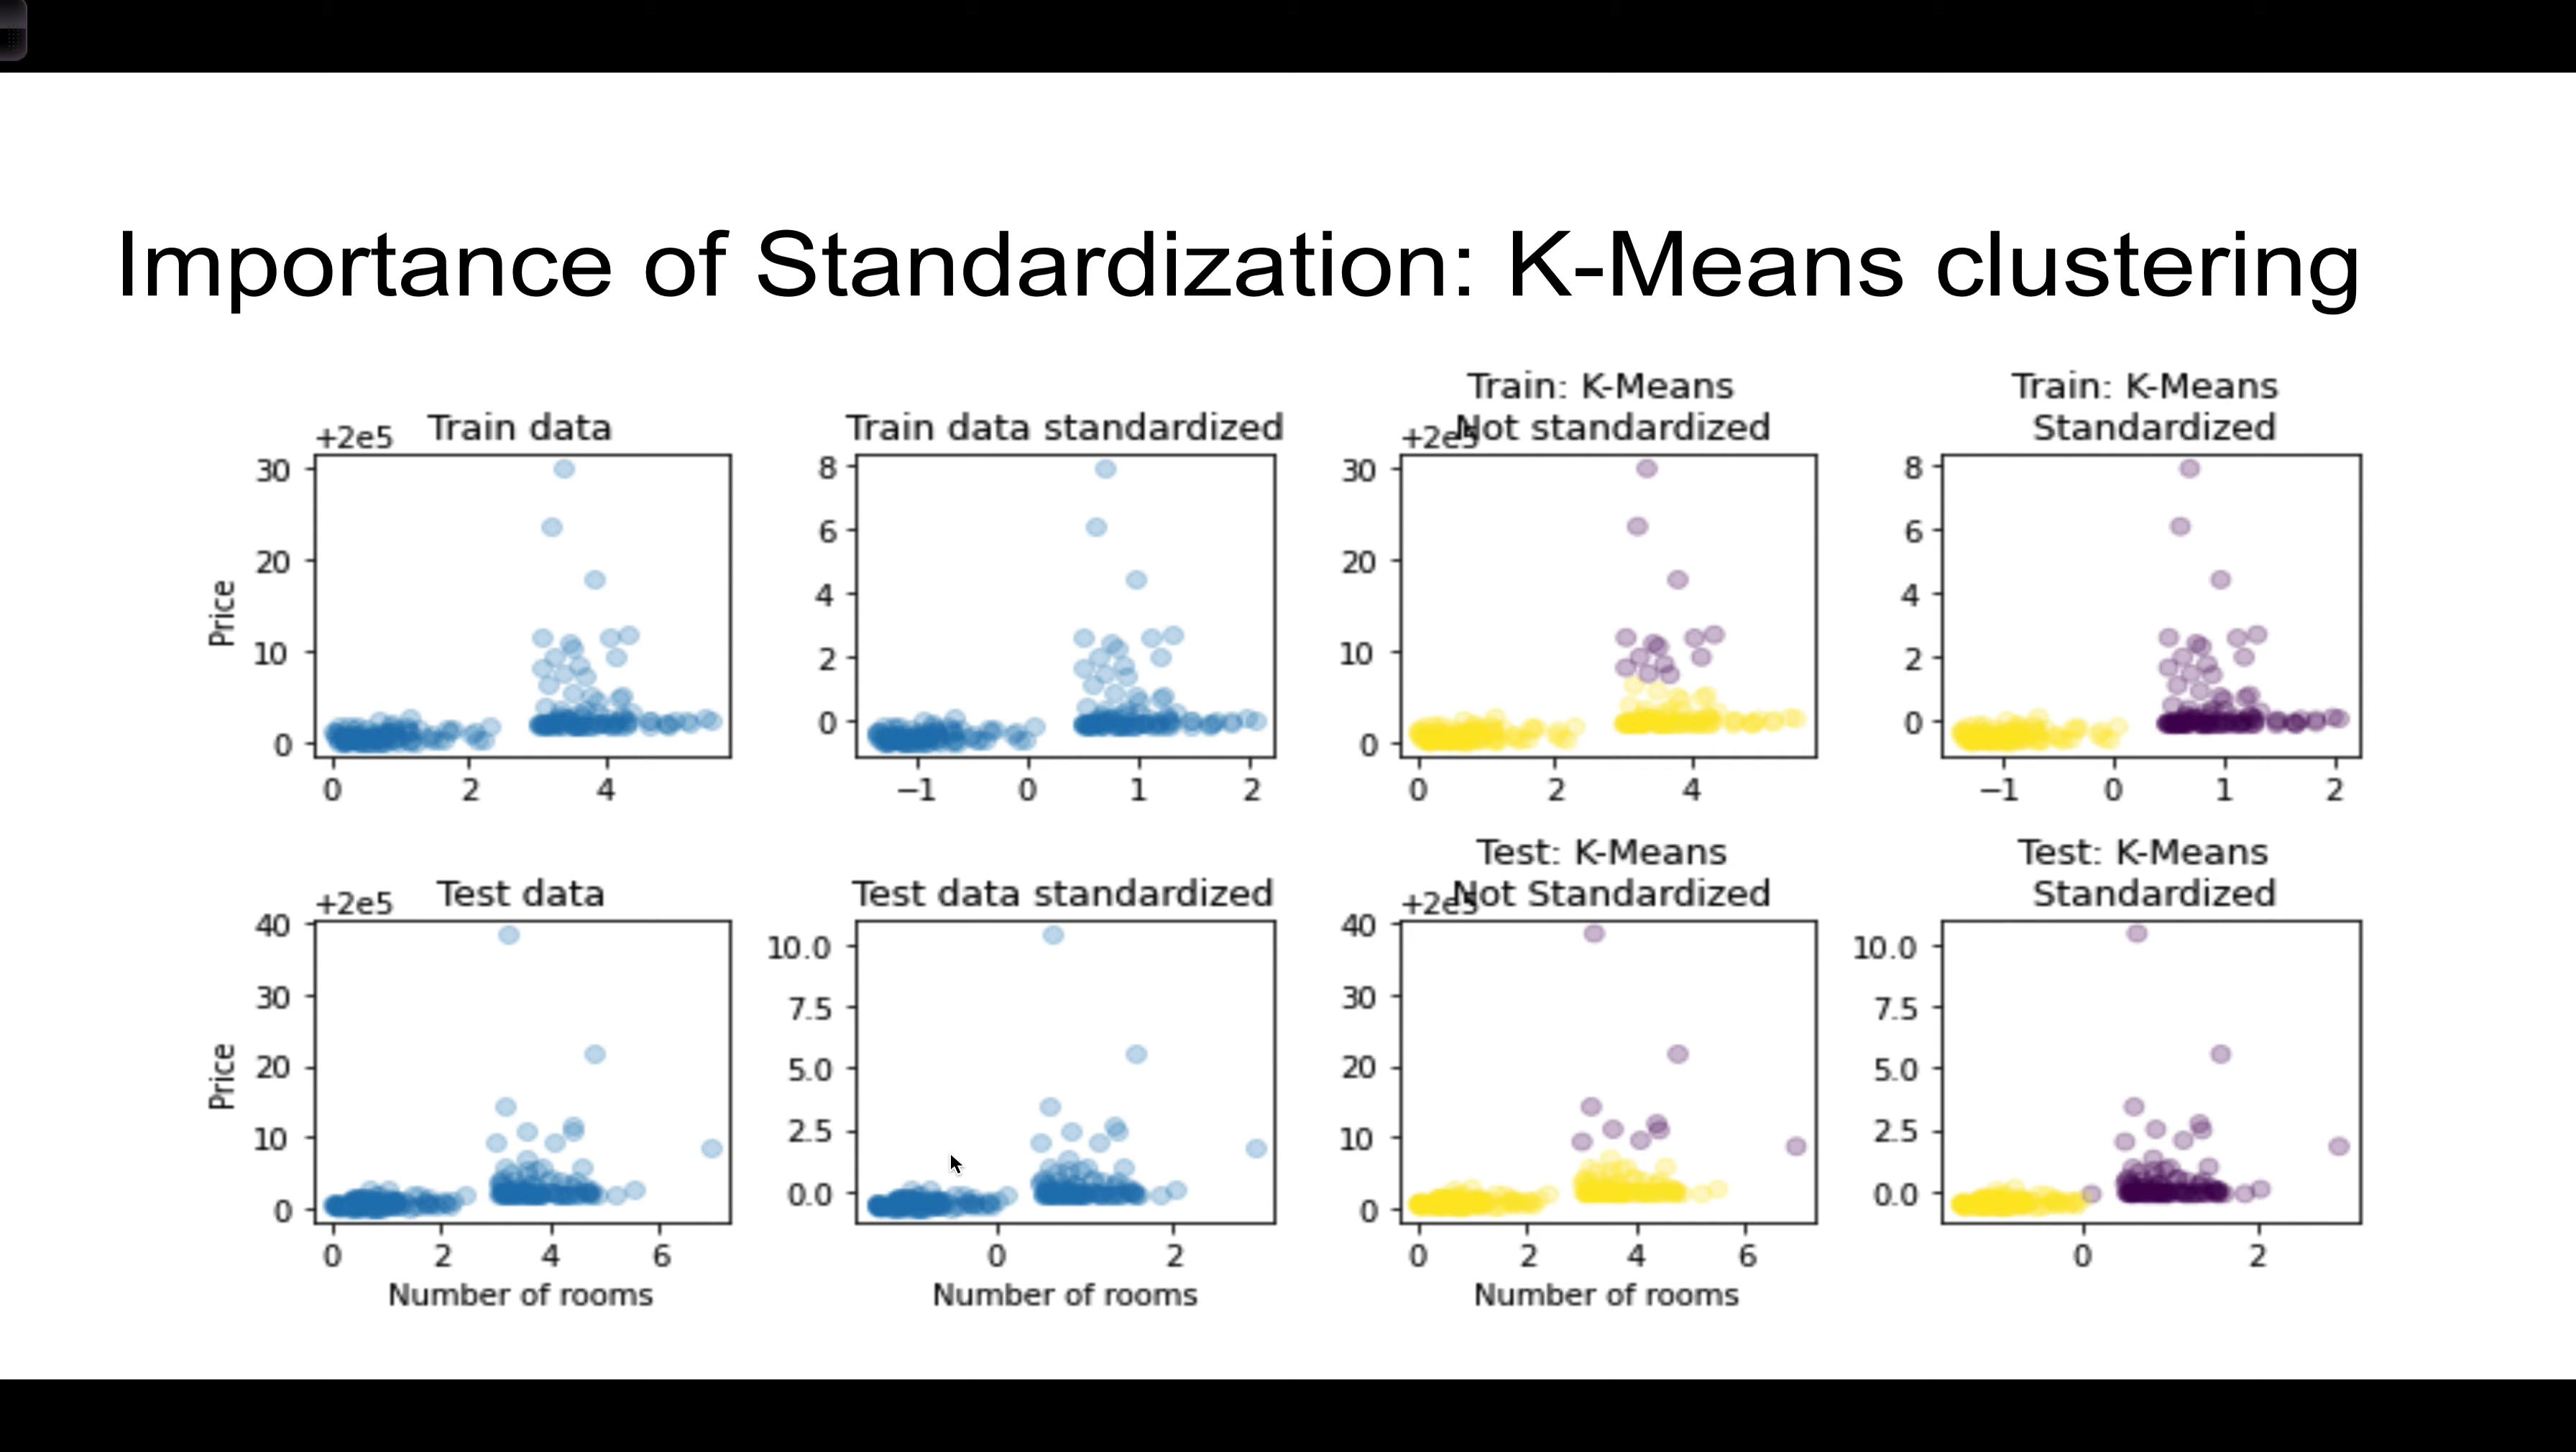 Importance of Standardization: K-Means clustering
Train data
+2e5
Price
30
20
10
0
0 2 4
Train data standardized
8
6
4
2
0
−1 0 1 2
Train: K-Means
Not standardized
+2e5
30
20
10
0
0 2 4
Train: K-Means
Standardized
8
6
4
2
0
−1 0 1 2
Test data
+2e5
Price
40
30
20
10
0
0 2 4 6
Number of rooms
Test data standardized
10.0
7.5
5.0
2.5
0.0
0 2
Number of rooms
Test: K-Means
Not Standardized
+2e5
40
30
20
10
0
0 2 4 6
Number of rooms
Test: K-Means
Standardized
10.0
7.5
5.0
2.5
0.0
0 2